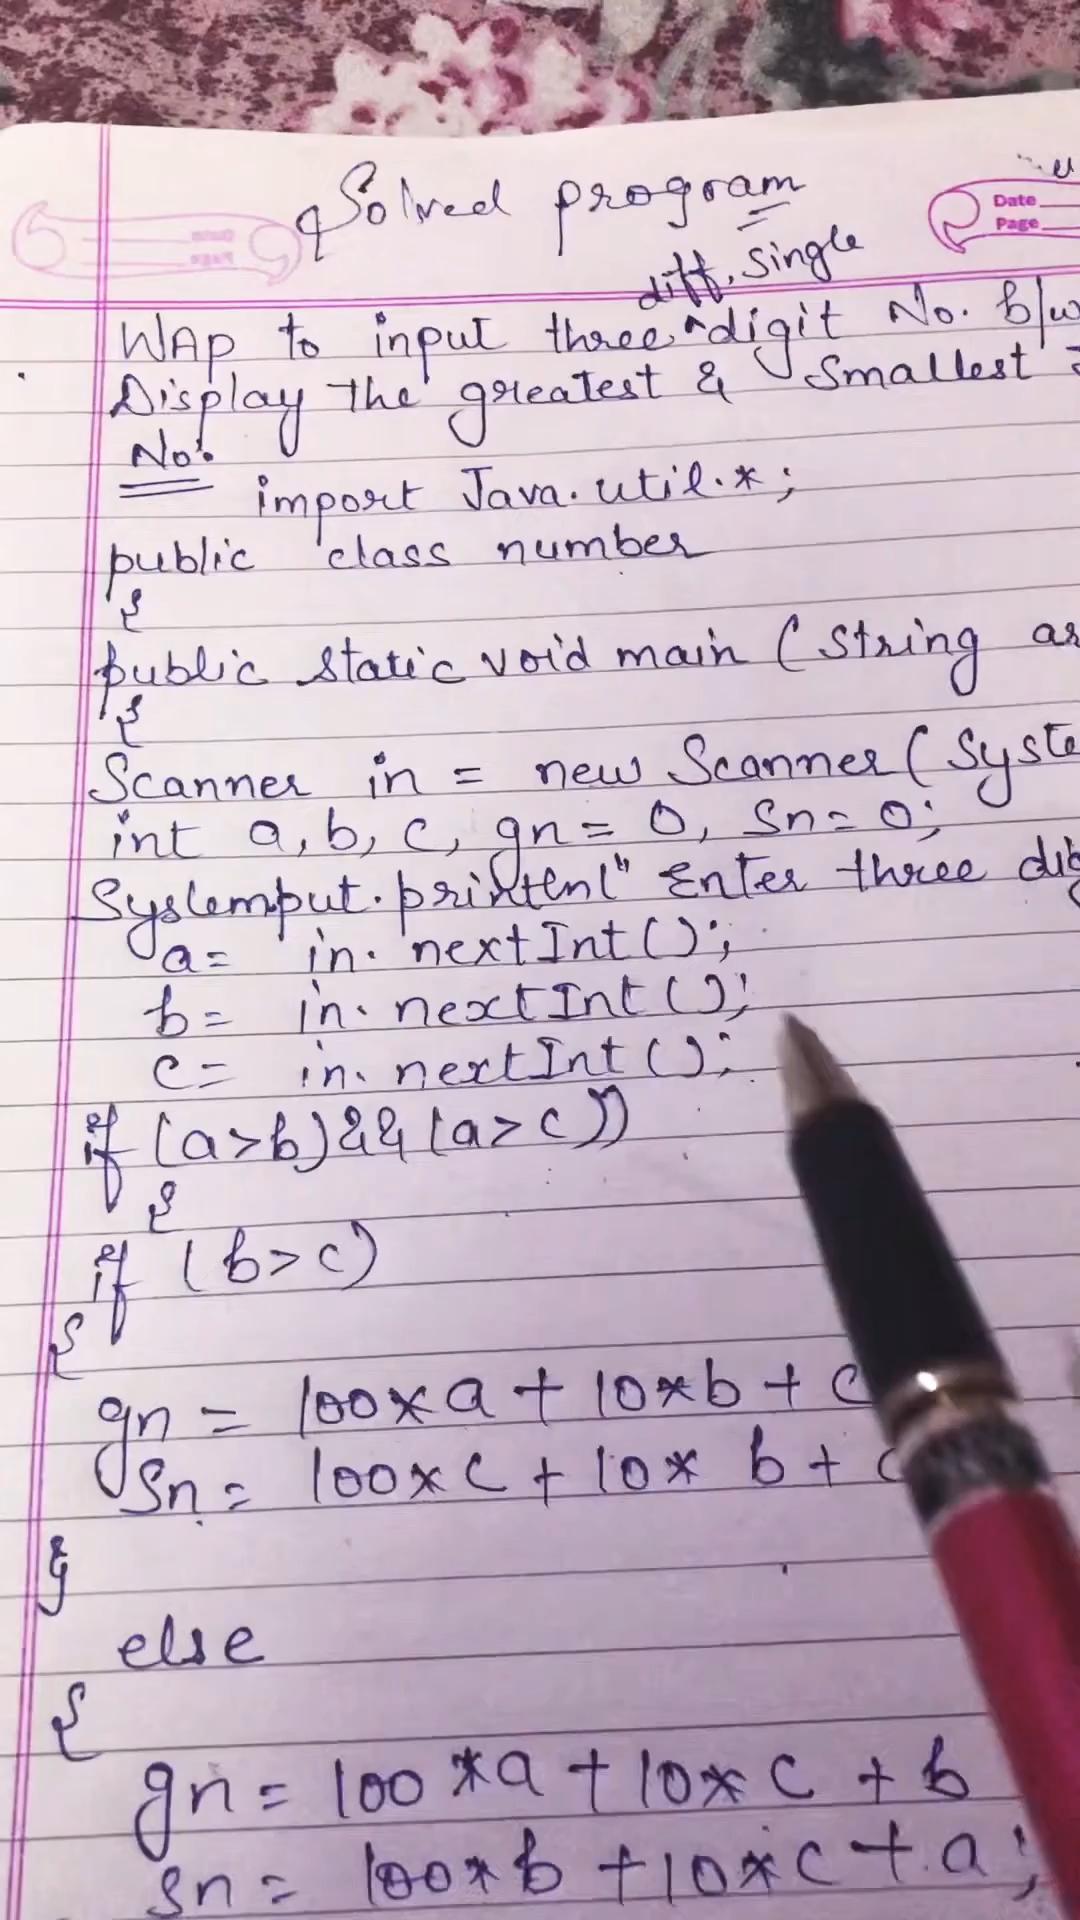 Solved program
Date
Page
diff, single
WAP to input three ^ digit No. b/w
Display the greatest & smallest
No.
import Java.util.*;
public class number
{
public static void main (String
{
Scanner in = new Scanner (Syste
int a, b, c, gn = 0, Sn = 0;
Enter three dig
a = in. nextInt();
b = in. nextInt();
c = in. nextInt();
if (a>b) && (a>c))
{
if (b>c)
{
gn = 100*a + 10*b + c
Sn = 100*c + 10* b +
}
else
{
gn = 100 *a + 10* c + b
Sn = 100*b + 10*c + a;